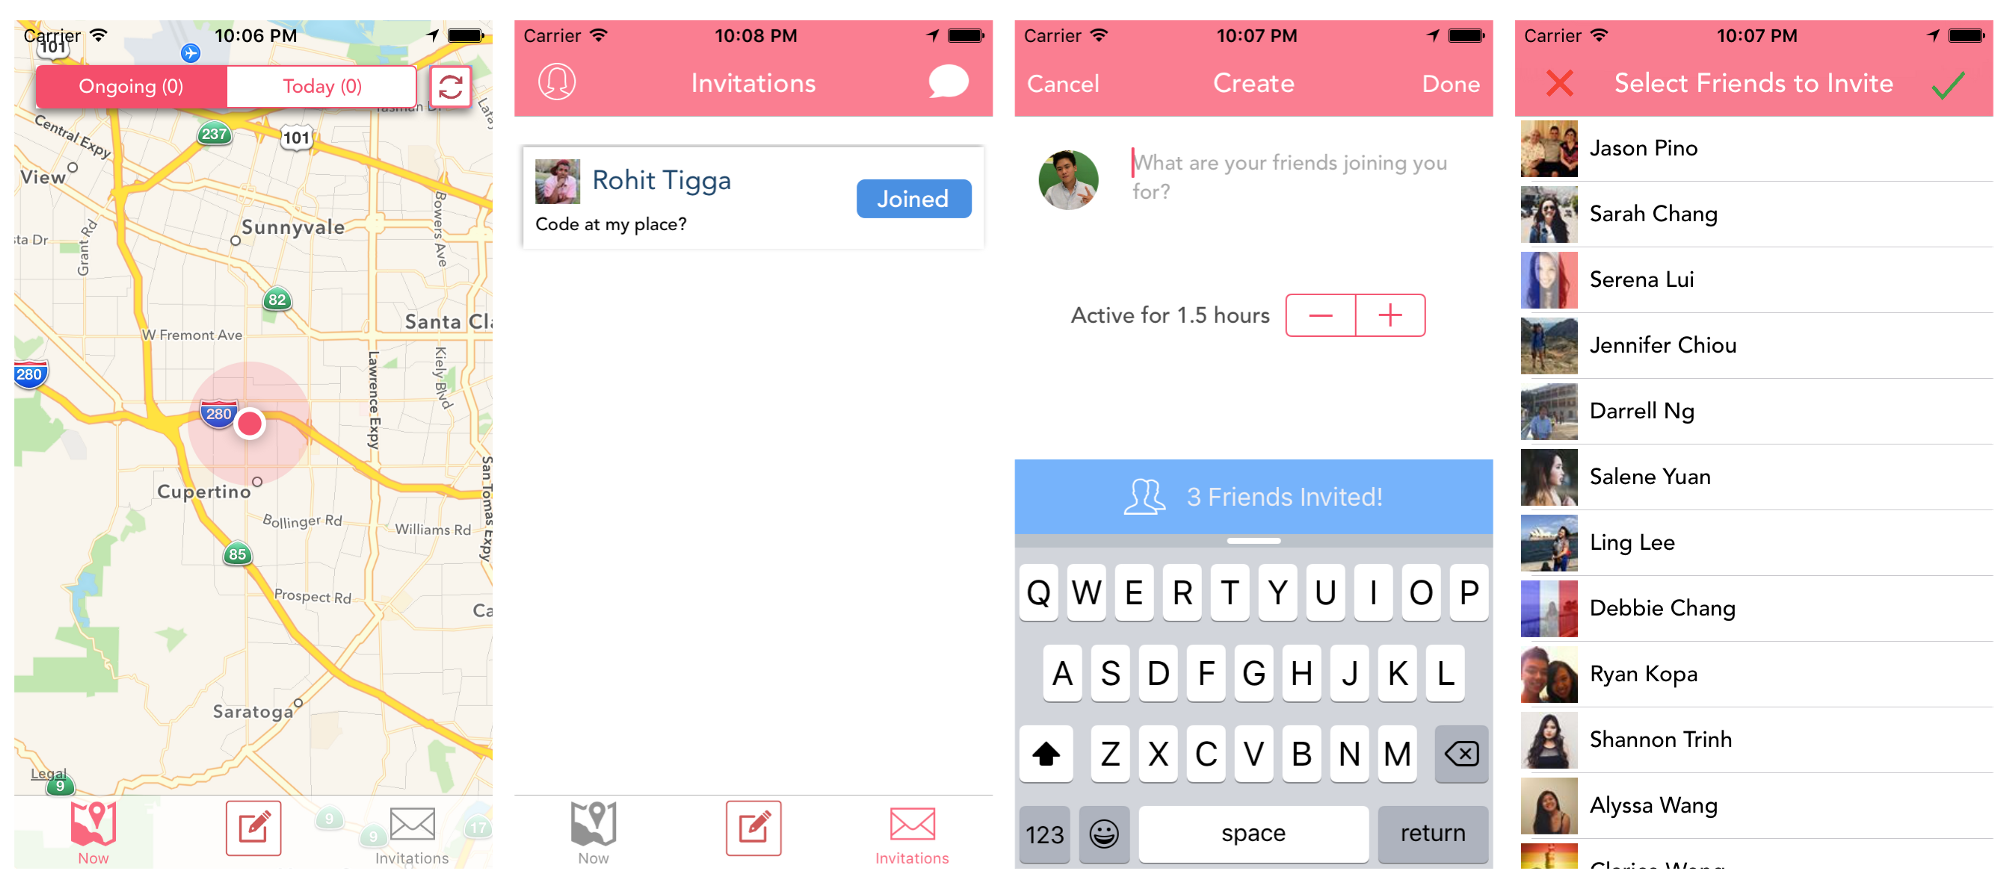 Carrier 10:06 PM
101
Ongoing (0) Today (0)
Central Expy
237
101
View
Sunnyvale
Bowers Ave
Grant Rd
sta Dr
82
W Fremont Ave
Santa Cl
280
Lawrence Expy
Kiely Blvd
280
Cupertino
San Tomas Expy
Bollinger Rd
Williams Rd
85
Prospect Rd
Ca
Saratoga
Legal
9
9
9
17
Now Invitations
Carrier 10:08 PM
Invitations
Rohit Tigga
Joined
Code at my place?
Now Invitations
Carrier 10:07 PM
Cancel Create Done
What are your friends joining you
for?
Active for 1.5 hours
3 Friends Invited!
Q W E R T Y U I O P
A S D F G H J K L
Z X C V B N M
123 space return
Carrier 10:07 PM
Select Friends to Invite
Jason Pino
Sarah Chang
Serena Lui
Jennifer Chiou
Darrell Ng
Salene Yuan
Ling Lee
Debbie Chang
Ryan Kopa
Shannon Trinh
Alyssa Wang